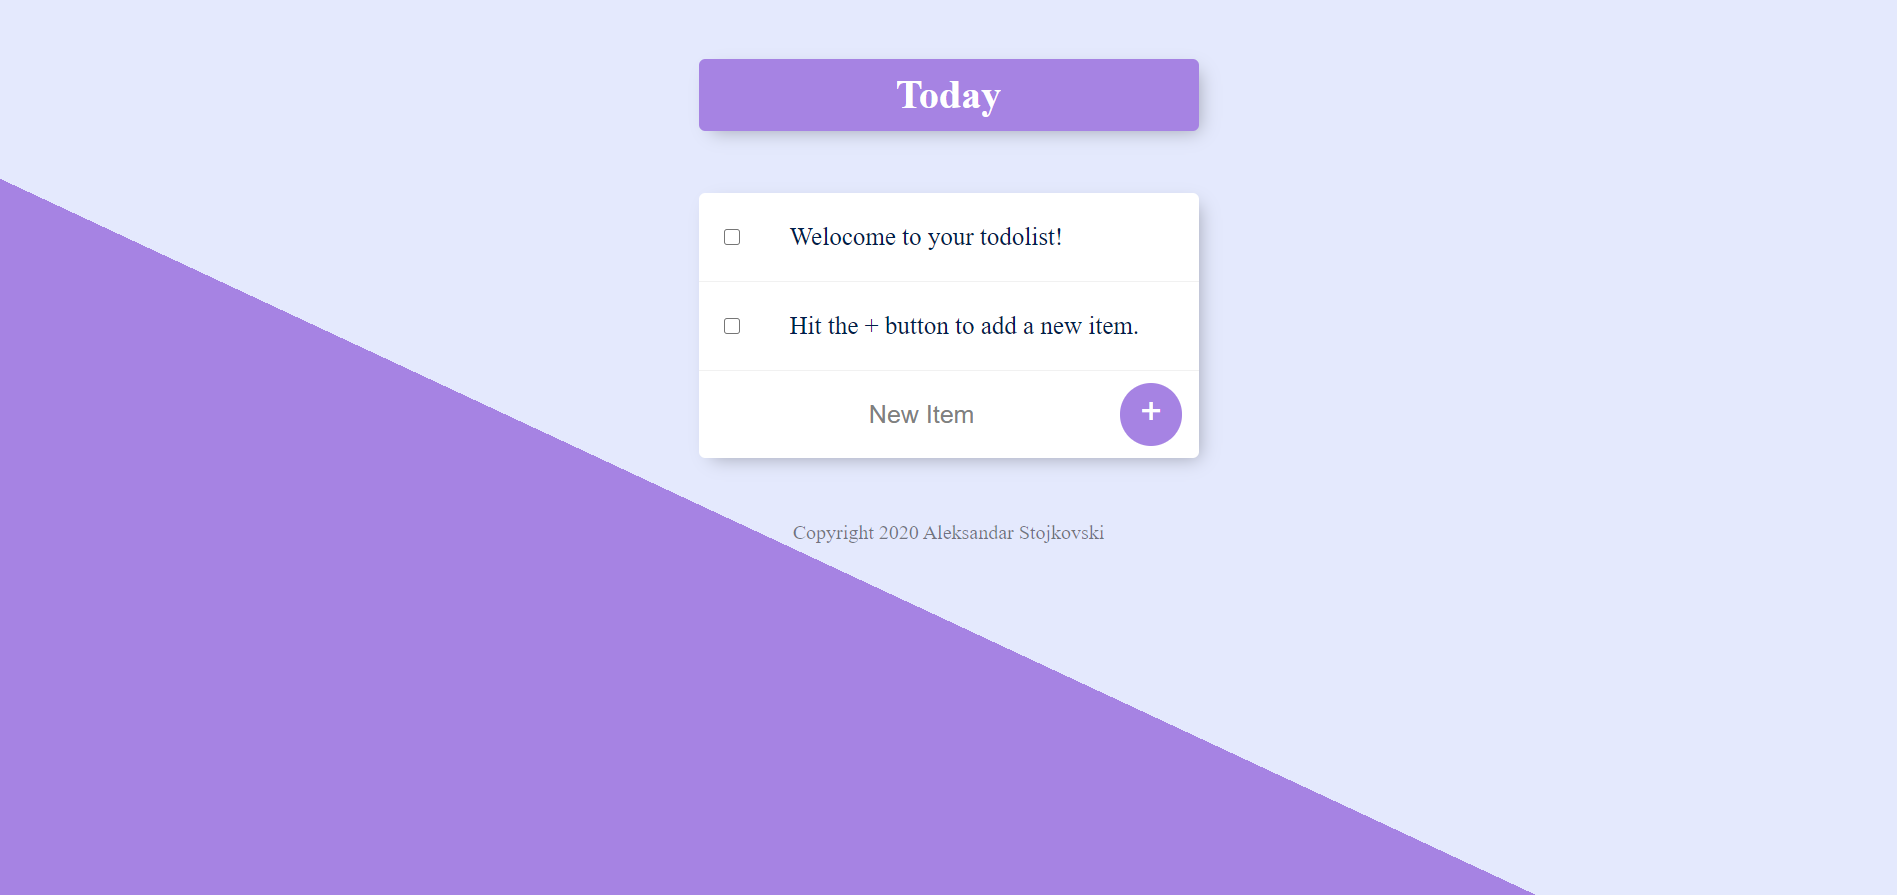 Today
Welocome to your todolist!
Hit the + button to add a new item.
New Item +
Copyright 2020 Aleksandar Stojkovski